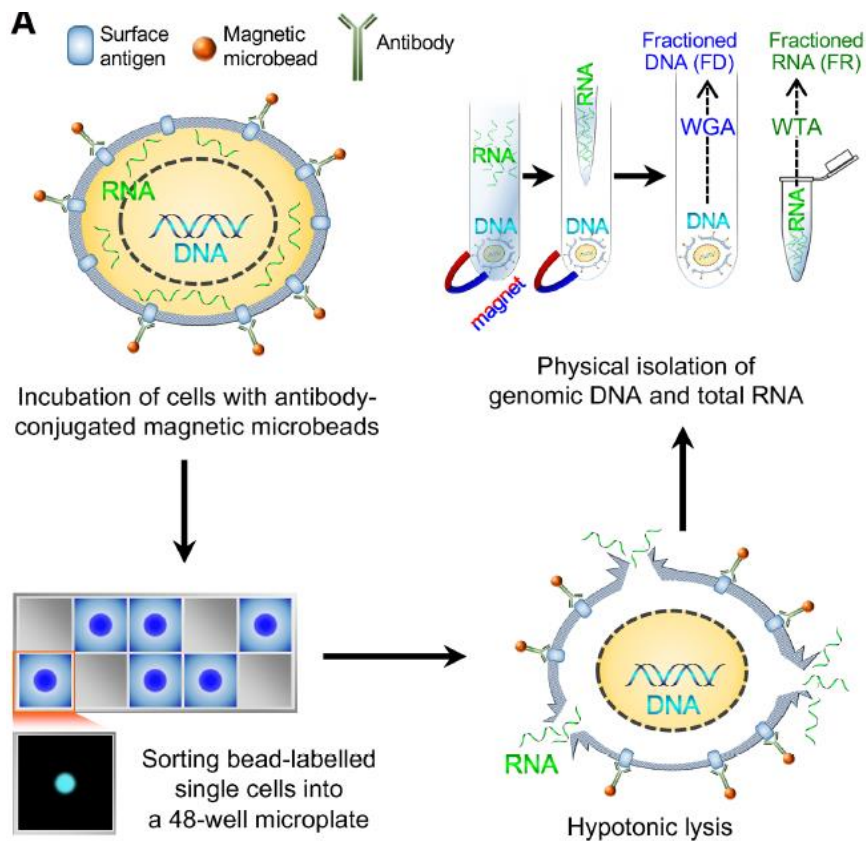 A
Surface
antigen
Magnetic
microbead
Antibody
RNA
DNA
Incubation of cells with antibody-
conjugated magnetic microbeads
Sorting bead-labelled
single cells into
a 48-well microplate
RNA
DNA
Hypotonic lysis
RNA
DNA
magnet
RNA
DNA
Fractioned
DNA (FD)
WGA
DNA
Fractioned
RNA (FR)
WTA
RNA
Physical isolation of
genomic DNA and total RNA